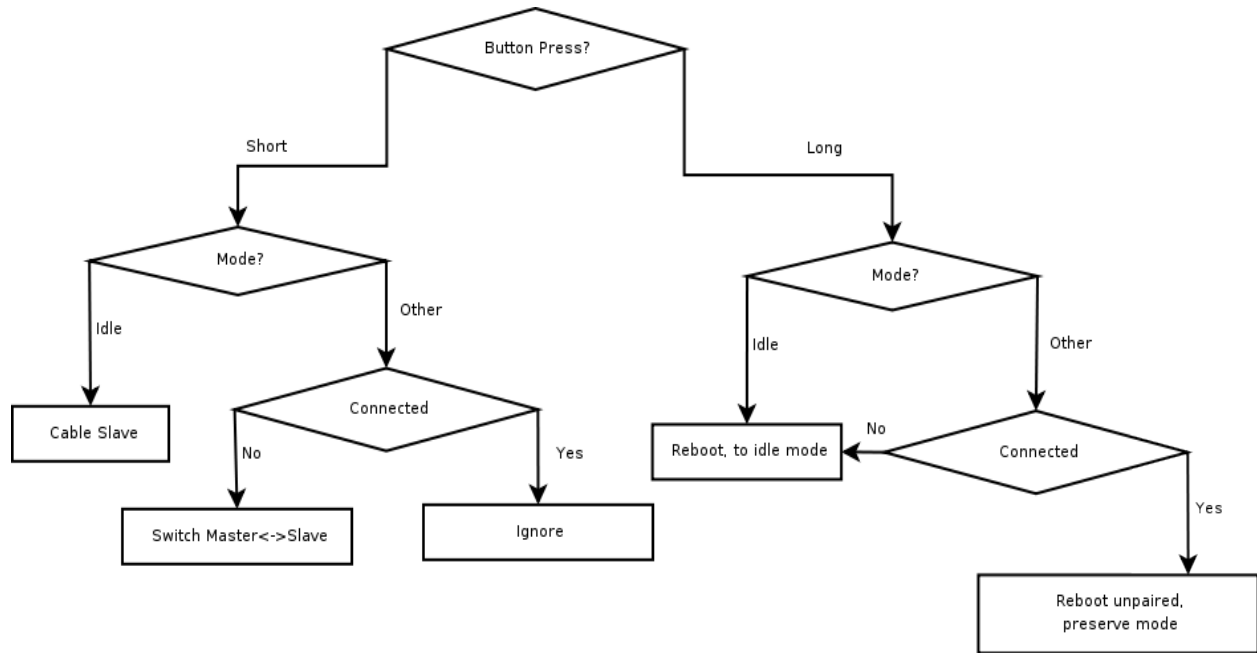 Button Press?
Short
Long
Mode?
Mode?
Idle
Other
Idle
Other
Cable Slave
Connected
No
Yes
Reboot, to idle mode
No
Connected
Yes
Switch Master<->Slave
Ignore
Reboot unpaired,
preserve mode